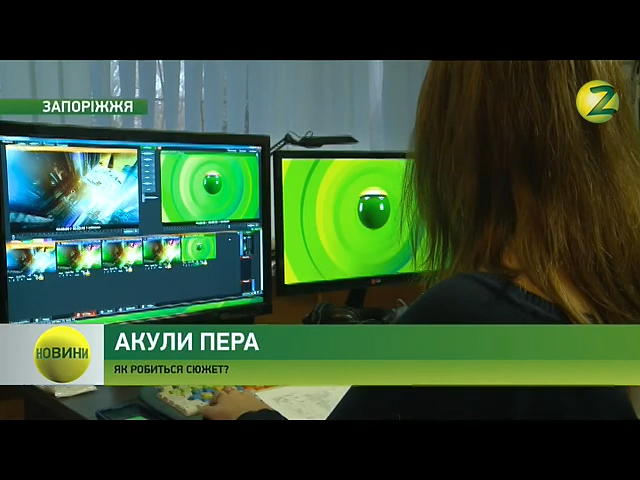 ЗАПОРІЖЖЯ
Z
АКУЛИ ПЕРА
НОВИНИ
ЯК РОБИТЬСЯ СЮЖЕТ?